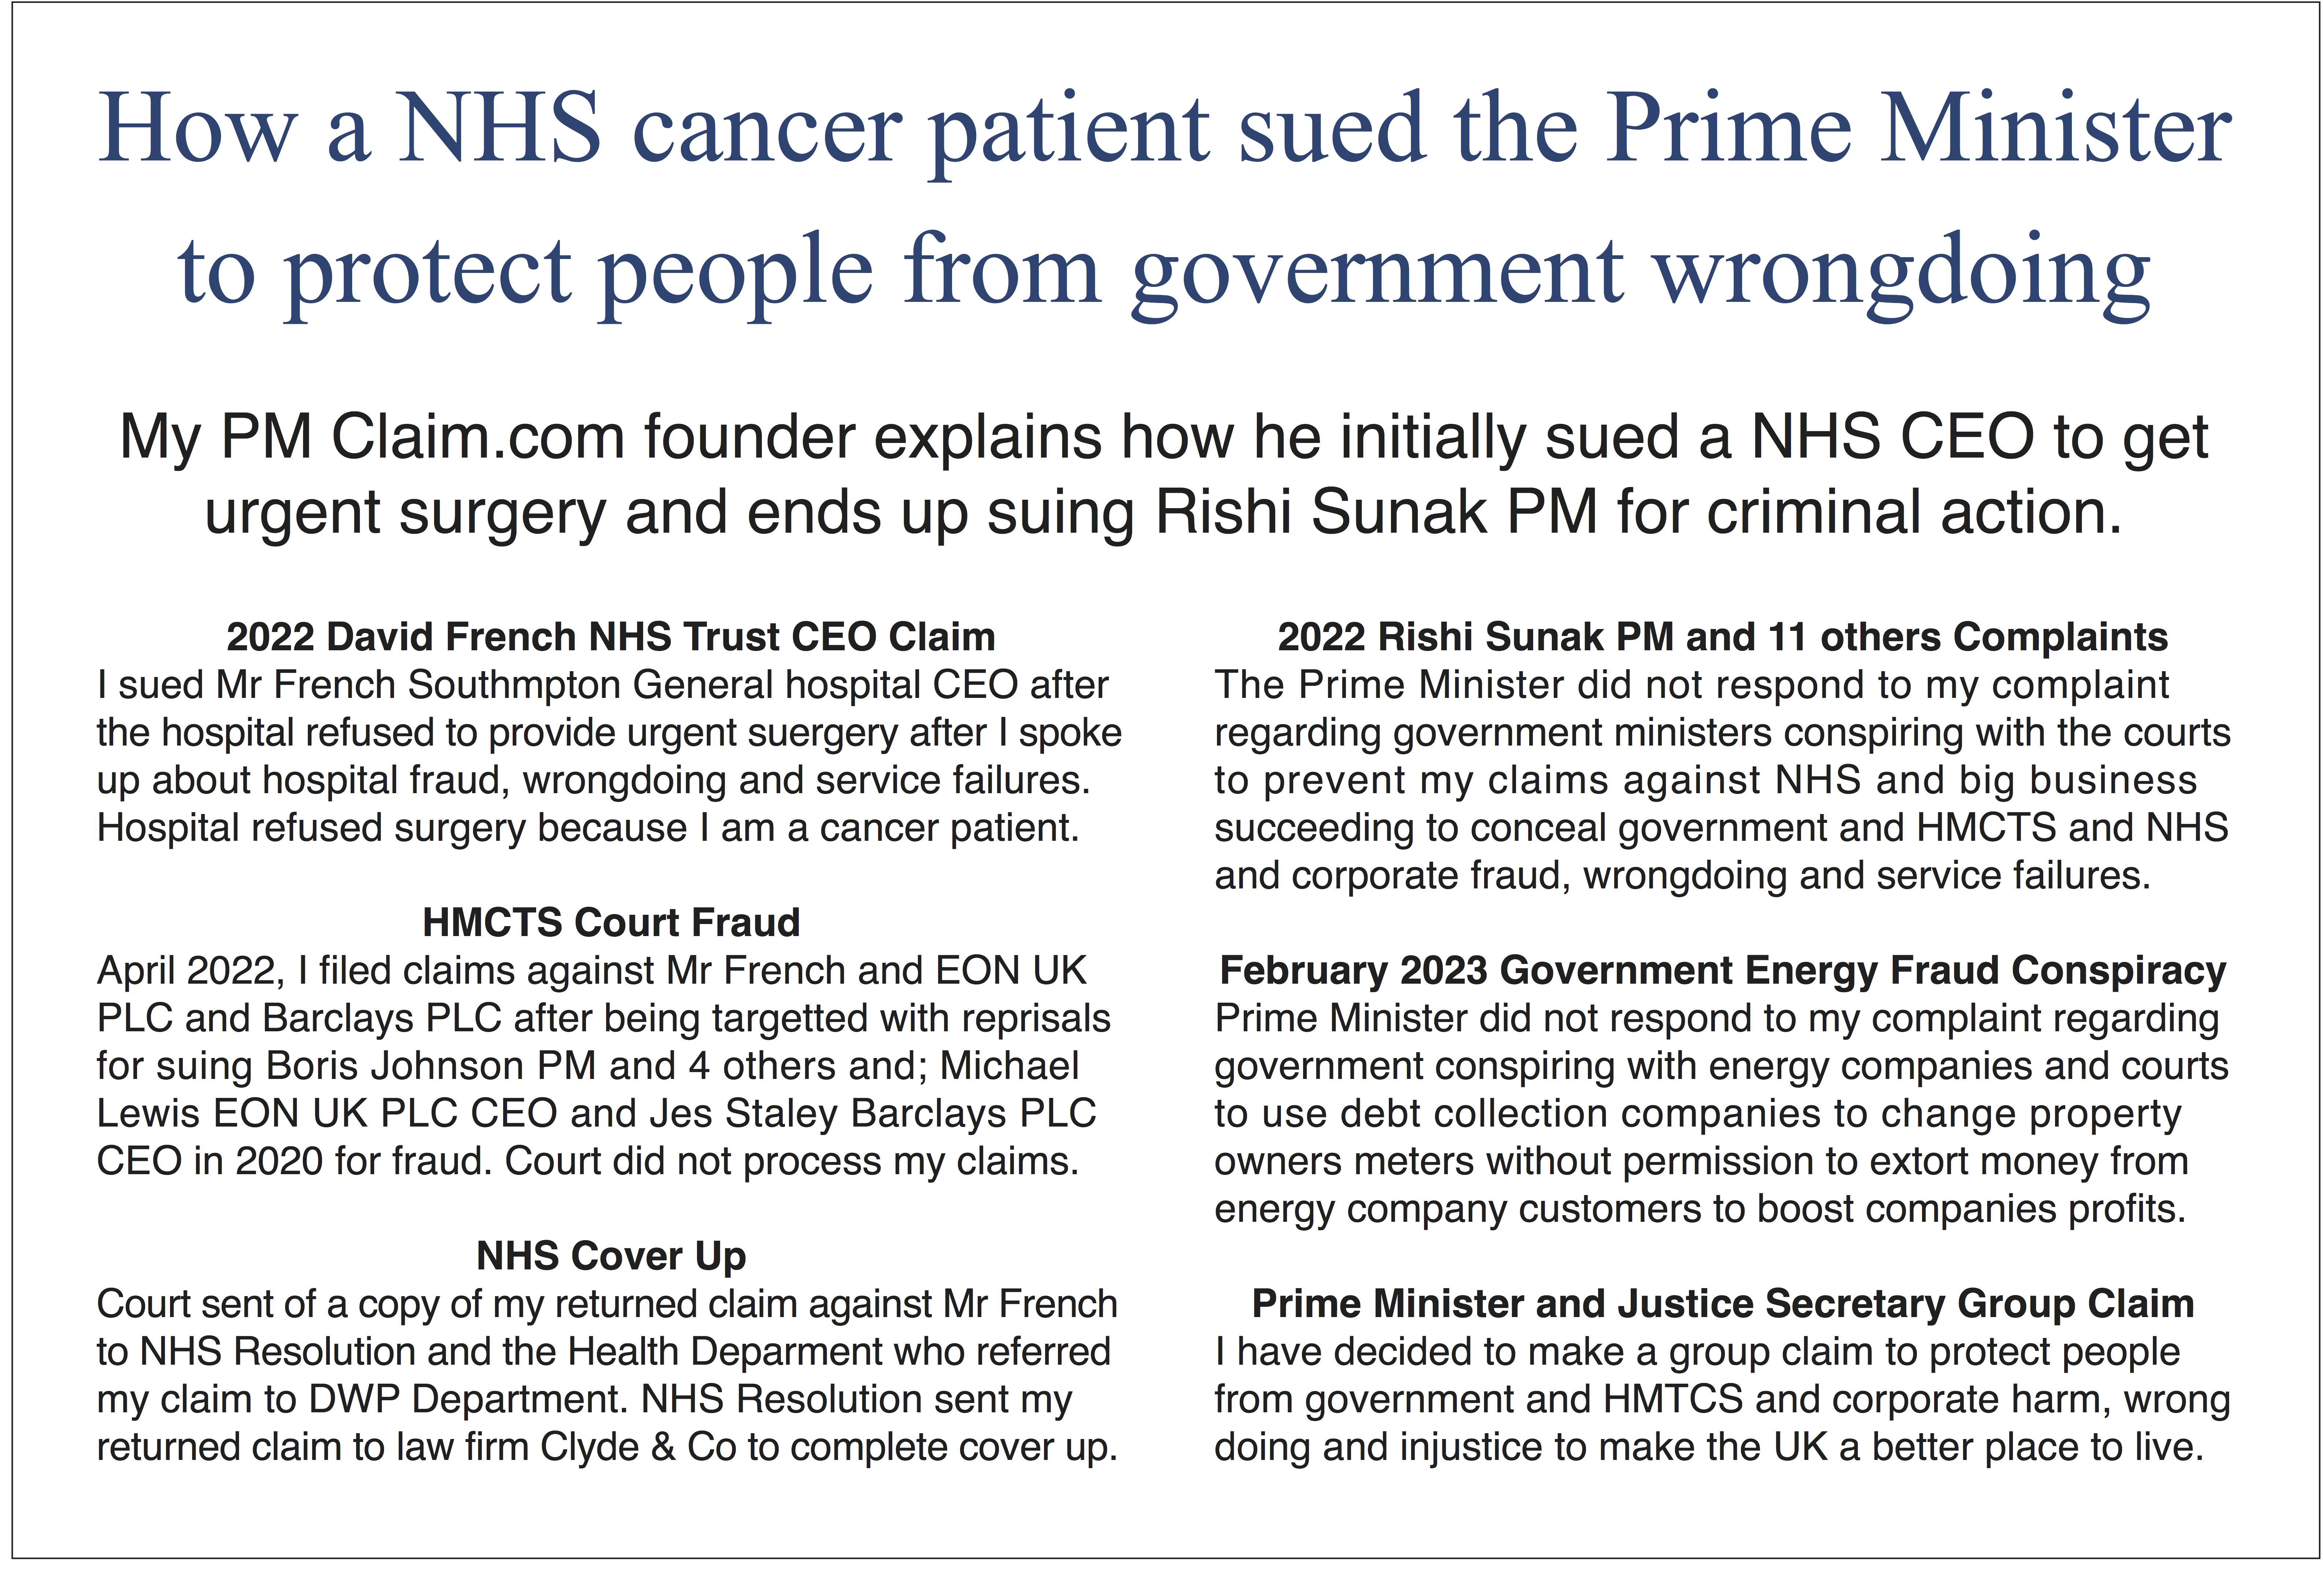 How a NHS cancer patient sued the Prime Minister
to protect people from government wrongdoing
My PM Claim.com founder explains how he initially sued a NHS CEO to get
urgent surgery and ends up suing Rishi Sunak PM for criminal action.
2022 David French NHS Trust CEO Claim
I sued Mr French Southmpton General hospital CEO after
the hospital refused to provide urgent suergery after I spoke
up about hospital fraud, wrongdoing and service failures.
Hospital refused surgery because I am a cancer patient.
HMCTS Court Fraud
April 2022, I filed claims against Mr French and EON UK
PLC and Barclays PLC after being targetted with reprisals
for suing Boris Johnson PM and 4 others and; Michael
Lewis EON UK PLC CEO and Jes Staley Barclays PLC
CEO in 2020 for fraud. Court did not process my claims.
NHS Cover Up
Court sent of a copy of my returned claim against Mr French
to NHS Resolution and the Health Deparment who referred
my claim to DWP Department. NHS Resolution sent my
returned claim to law firm Clyde & Co to complete cover up.
2022 Rishi Sunak PM and 11 others Complaints
The Prime Minister did not respond to my complaint
regarding government ministers conspiring with the courts
to prevent my claims against NHS and big business
succeeding to conceal government and HMCTS and NHS
and corporate fraud, wrongdoing and service failures.
February 2023 Government Energy Fraud Conspiracy
Prime Minister did not respond to my complaint regarding
government conspiring with energy companies and courts
to use debt collection companies to change property
owners meters without permission to extort money from
energy company customers to boost companies profits.
Prime Minister and Justice Secretary Group Claim
I have decided to make a group claim to protect people
from government and HMTCS and corporate harm, wrong
doing and injustice to make the UK a better place to live.